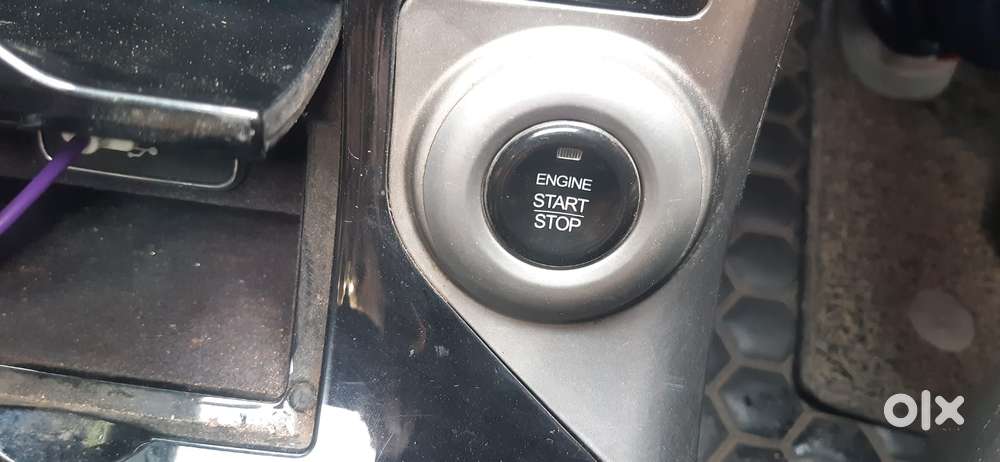 ENGINE
START
STOP
olx